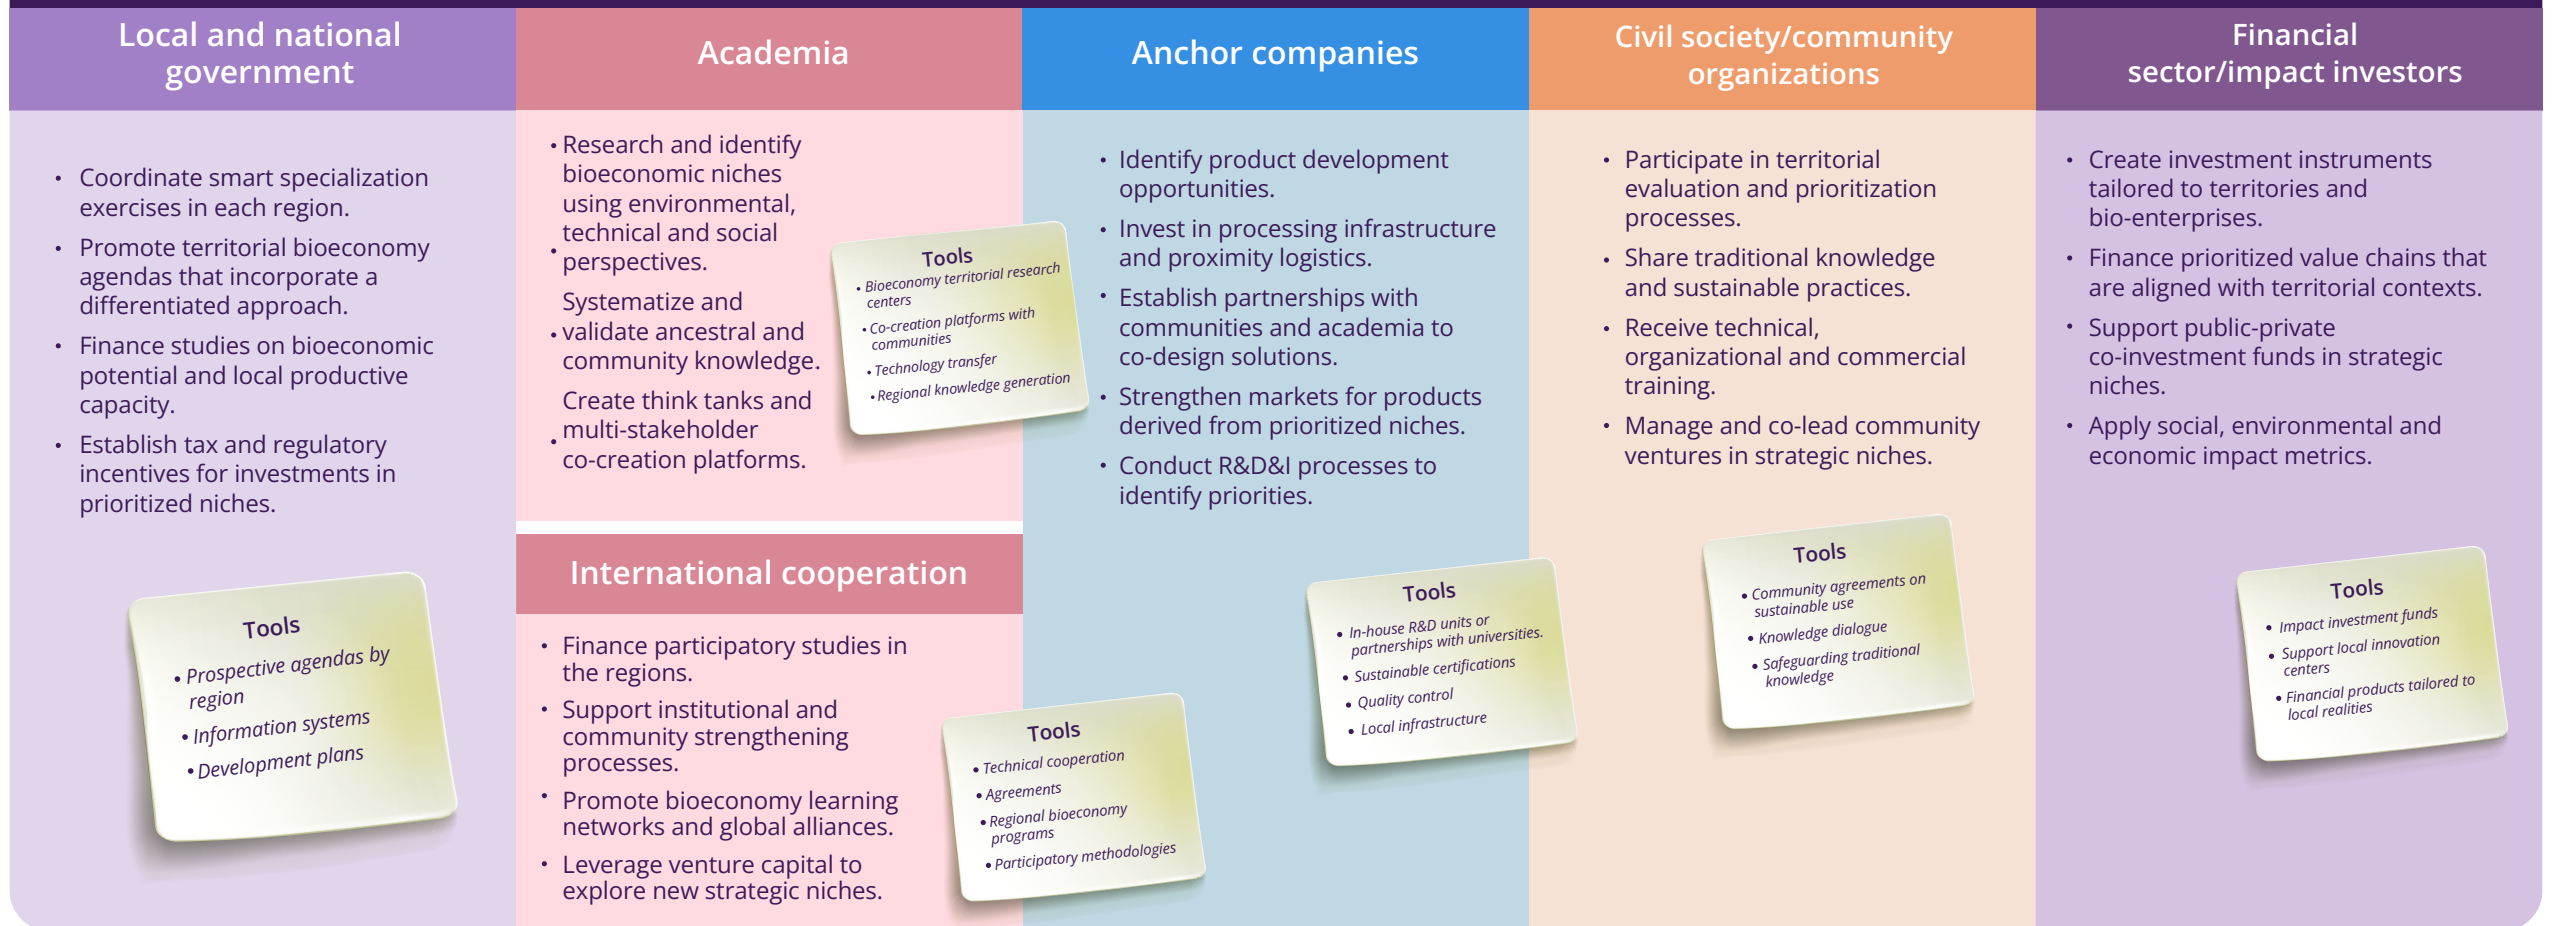 Local and national
government
• Coordinate smart specialization
exercises in each region.
• Promote territorial bioeconomy
agendas that incorporate a
differentiated approach.
• Finance studies on bioeconomic
potential and local productive
capacity.
• Establish tax and regulatory
incentives for investments in
prioritized niches.
Tools
• Prospective agendas by
region
• Information systems
• Development plans
Academia
• Research and identify
bioeconomic niches
using environmental,
technical and social
• perspectives.
Systematize and
• validate ancestral and
community knowledge.
Create think tanks and
• multi-stakeholder
co-creation platforms.
Tools
• Bioeconomy territorial research
centers
• Co-creation platforms with
communities
• Technology transfer
• Regional knowledge generation
International cooperation
• Finance participatory studies in
the regions.
• Support institutional and
community strengthening
processes.
• Promote bioeconomy learning
networks and global alliances.
• Leverage venture capital to
explore new strategic niches.
Tools
• Technical cooperation
• Agreements
• Regional bioeconomy
programs
• Participatory methodologies
Anchor companies
• Identify product development
opportunities.
• Invest in processing infrastructure
and proximity logistics.
• Establish partnerships with
communities and academia to
co-design solutions.
• Strengthen markets for products
derived from prioritized niches.
• Conduct R&D&I processes to
identify priorities.
Tools
• In-house R&D units or
partnerships with universities.
• Sustainable certifications
• Quality control
• Local infrastructure
Civil society/community
organizations
• Participate in territorial
evaluation and prioritization
processes.
• Share traditional knowledge
and sustainable practices.
• Receive technical,
organizational and commercial
training.
• Manage and co-lead community
ventures in strategic niches.
Tools
• Community agreements on
sustainable use
• Knowledge dialogue
• Safeguarding traditional
knowledge
Financial
sector/impact investors
• Create investment instruments
tailored to territories and
bio-enterprises.
• Finance prioritized value chains that
are aligned with territorial contexts.
• Support public-private
co-investment funds in strategic
niches.
• Apply social, environmental and
economic impact metrics.
Tools
• Impact investment funds
• Support local innovation
centers
• Financial products tailored to
local realities